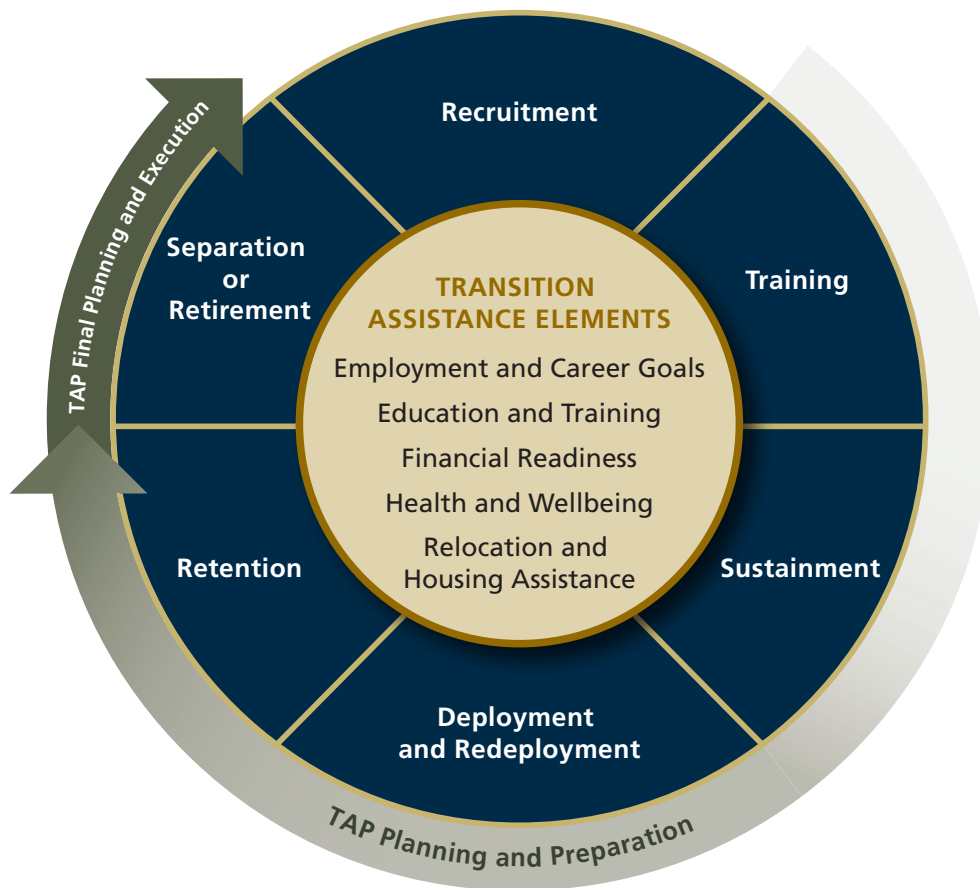 Recruitment
Training
Sustainment
Deployment
and Redeployment
Retention
Separation
or
Retirement
TRANSITION
ASSISTANCE ELEMENTS
Employment and Career Goals
Education and Training
Financial Readiness
Health and Wellbeing
Relocation and
Housing Assistance
TAP Planning and Preparation
TAP Final Planning and Execution